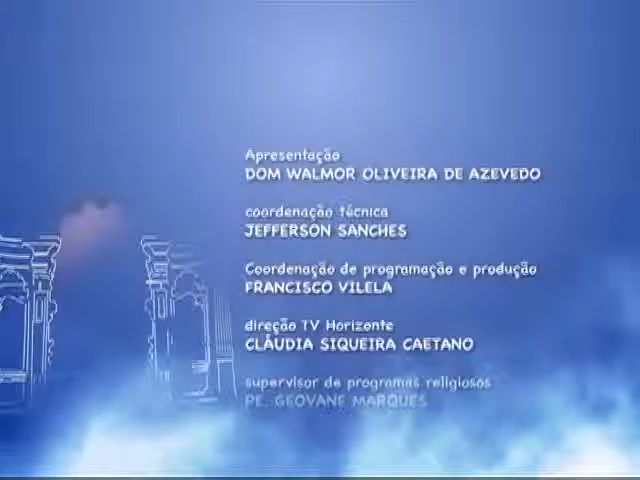 Apresentação
DOM WALMOR OLIVEIRA DE AZEVEDO
coordenação técnica
JEFFERSON SANCHES
Coordenação de programação e produção
FRANCISCO VILELA
direção TV Horizonte
CLÁUDIA SIQUEIRA CAETANO
supervisor de programas religiosos
PE. GEOVANE MARQUES